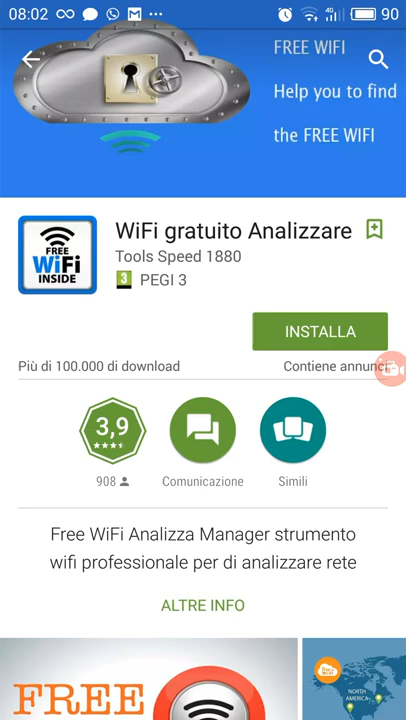 08:02
4G
90
FREE WIFI
Help you to find
the FREE WIFI
FREE
WiFi
INSIDE
WiFi gratuito Analizzare
Tools Speed 1880
3 PEGI 3
INSTALLA
Più di 100.000 di download
Contiene annunci
3,9
908
Comunicazione
Simili
Free WiFi Analizza Manager strumento
wifi professionale per di analizzare rete
ALTRE INFO
FREE
NORTH
AMERICA